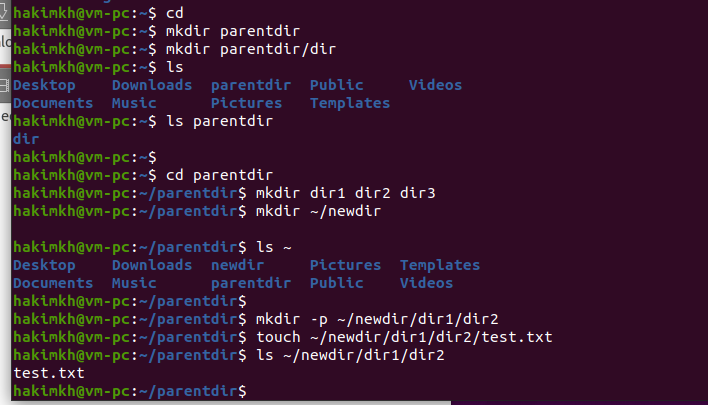 hakimkh@vm-pc:~$ cd
hakimkh@vm-pc:~$ mkdir parentdir
hakimkh@vm-pc:~$ mkdir parentdir/dir
hakimkh@vm-pc:~$ ls
Desktop    Downloads  parentdir  Public     Videos
Documents  Music      Pictures   Templates
hakimkh@vm-pc:~$ ls parentdir
dir
hakimkh@vm-pc:~$
hakimkh@vm-pc:~$ cd parentdir
hakimkh@vm-pc:~/parentdir$ mkdir dir1 dir2 dir3
hakimkh@vm-pc:~/parentdir$ mkdir ~/newdir
hakimkh@vm-pc:~/parentdir$ ls ~
Desktop    Downloads  newdir     Pictures  Templates
Documents  Music      parentdir  Public    Videos
hakimkh@vm-pc:~/parentdir$
hakimkh@vm-pc:~/parentdir$ mkdir -p ~/newdir/dir1/dir2
hakimkh@vm-pc:~/parentdir$ touch ~/newdir/dir1/dir2/test.txt
hakimkh@vm-pc:~/parentdir$ ls ~/newdir/dir1/dir2
test.txt
hakimkh@vm-pc:~/parentdir$